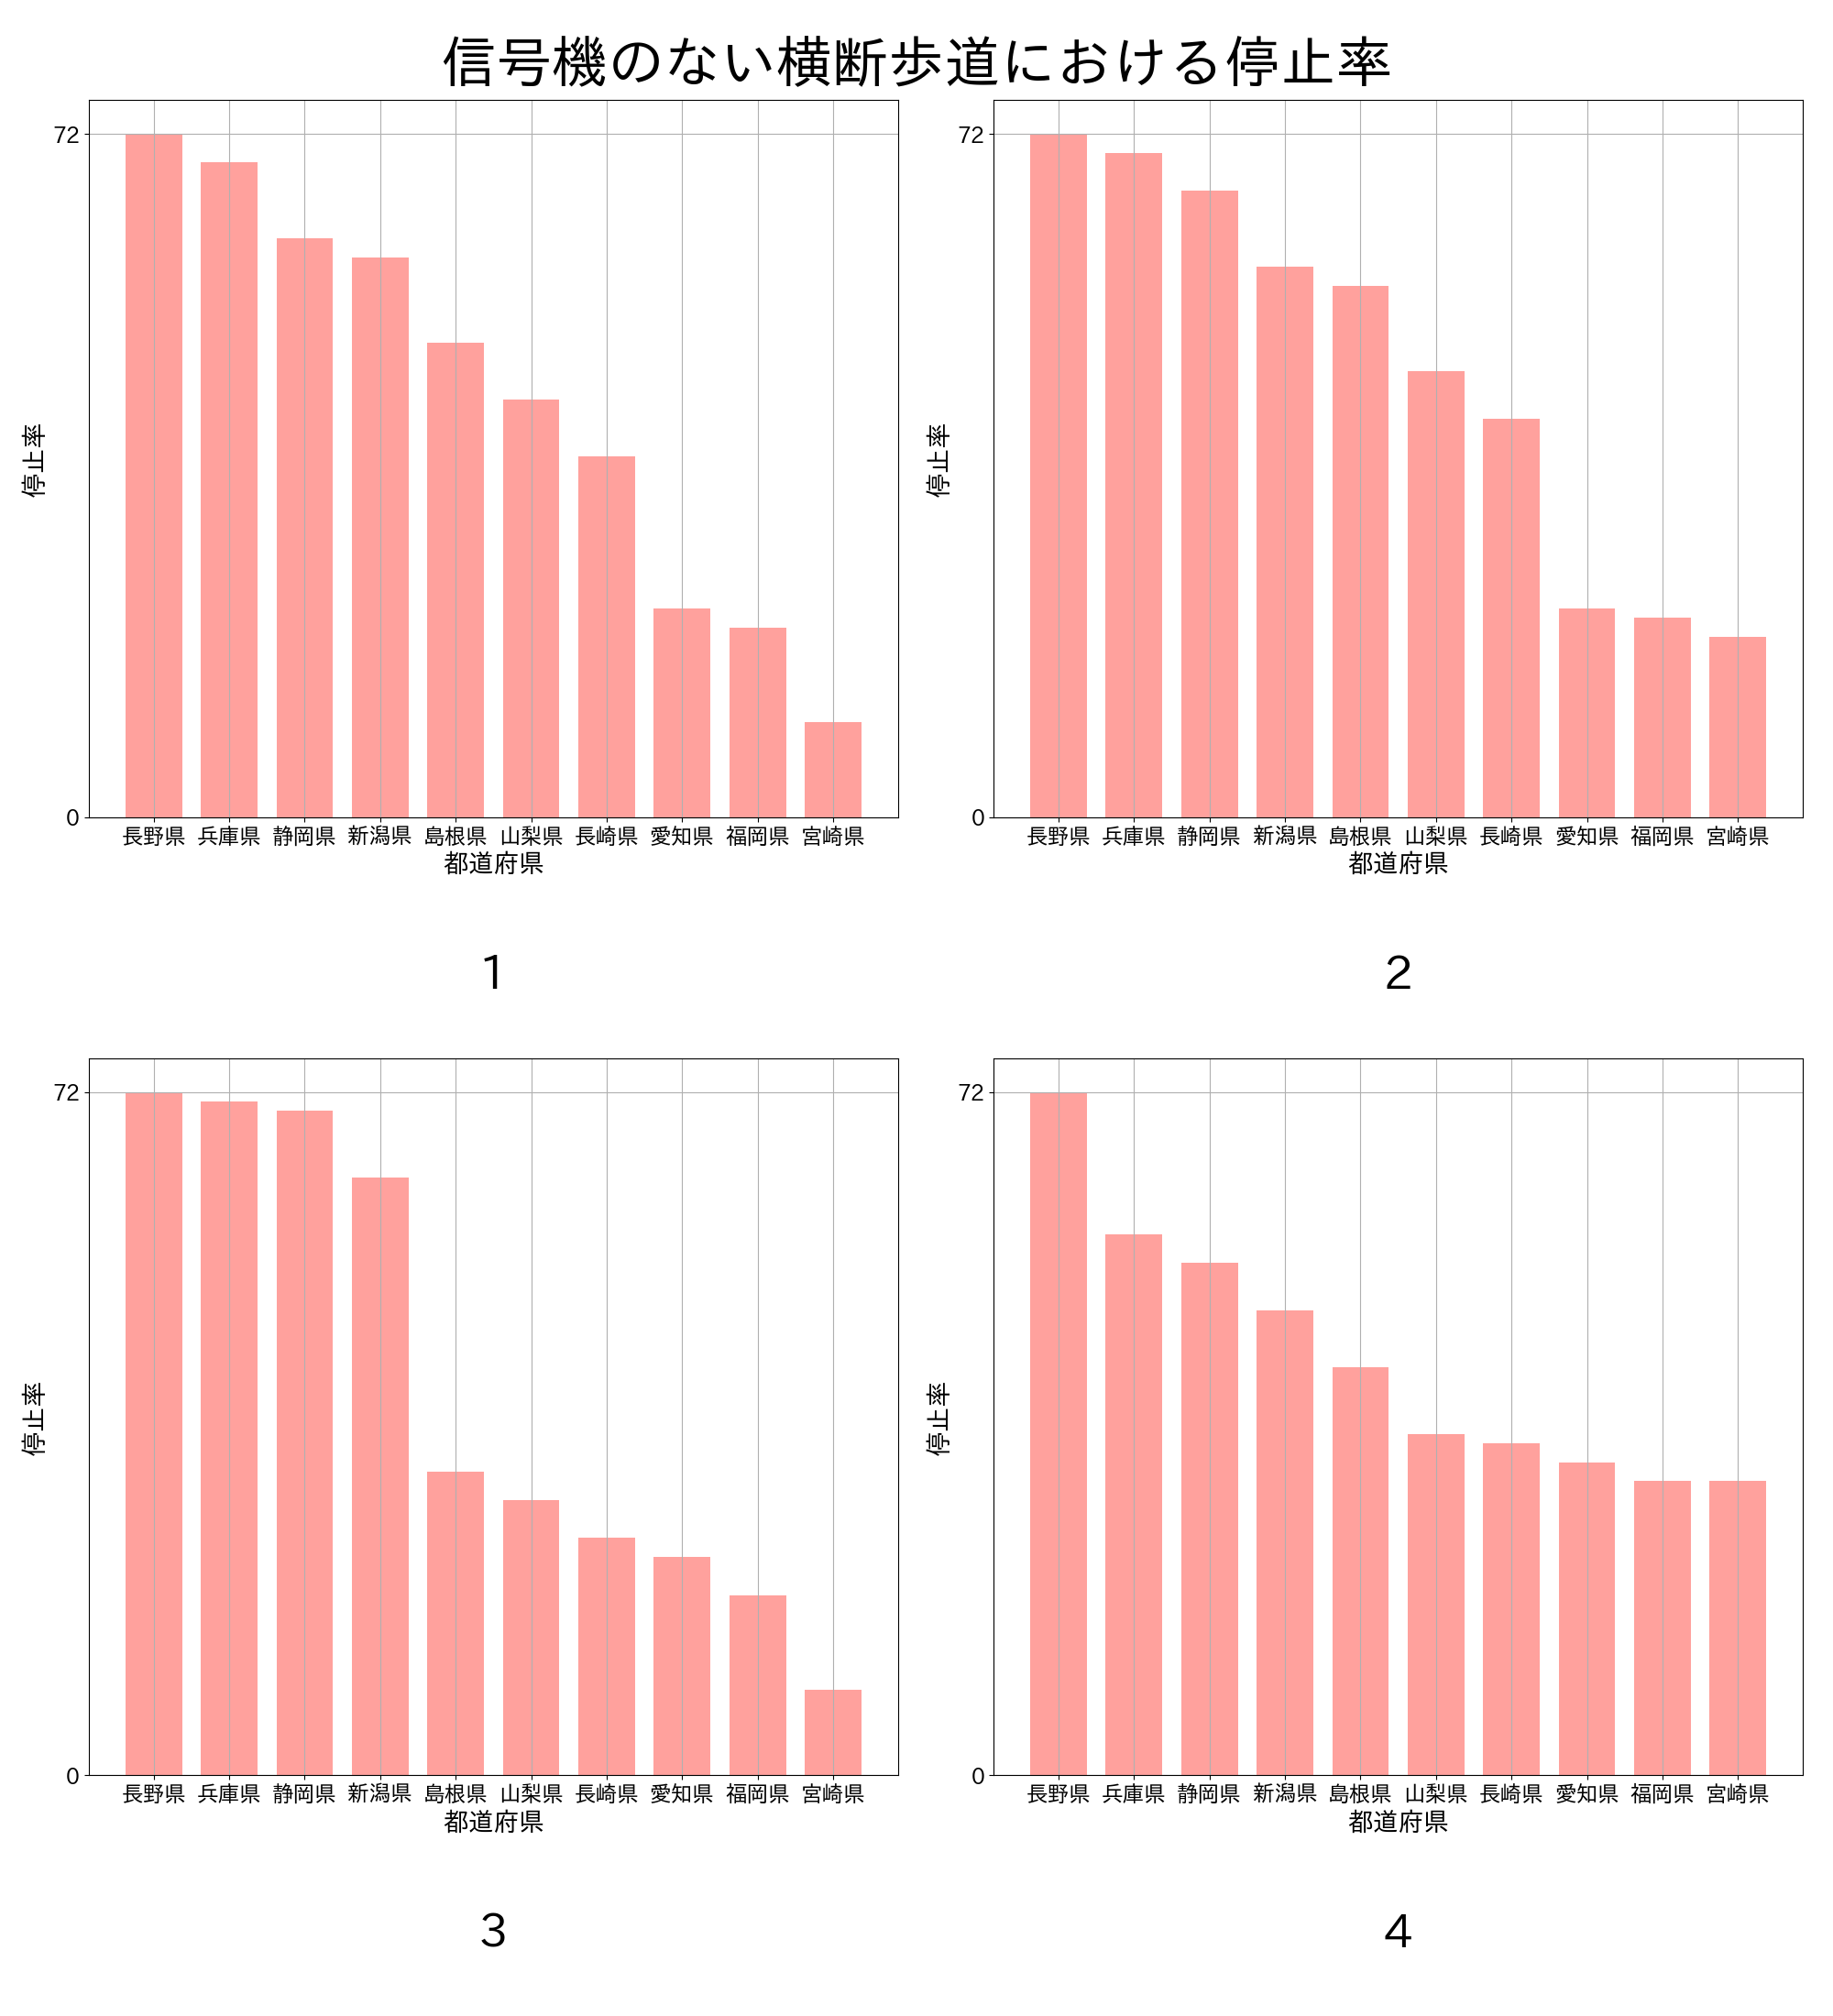 信号機のない横断歩道における停止率
72
0
停止率
長野県 兵庫県 静岡県 新潟県 島根県 山梨県 長崎県 愛知県 福岡県 宮崎県
都道府県
1
72
0
停止率
長野県 兵庫県 静岡県 新潟県 島根県 山梨県 長崎県 愛知県 福岡県 宮崎県
都道府県
2
72
0
停止率
長野県 兵庫県 静岡県 新潟県 島根県 山梨県 長崎県 愛知県 福岡県 宮崎県
都道府県
3
72
0
停止率
長野県 兵庫県 静岡県 新潟県 島根県 山梨県 長崎県 愛知県 福岡県 宮崎県
都道府県
4